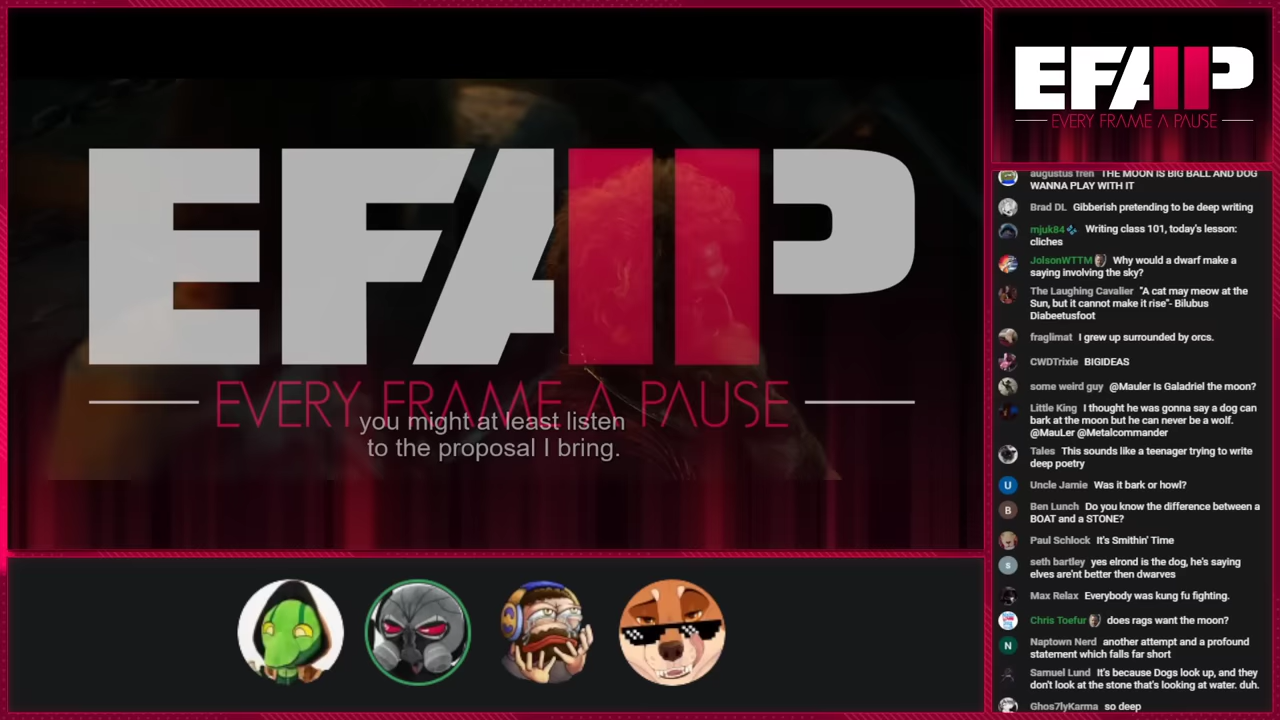 EFAP
EVERY FRAME A PAUSE
you might at least listen
to the proposal I bring.
EFAP
EVERY FRAME A PAUSE
augustus fren THE MOON IS BIG BALL AND DOG
WANNA PLAY WITH IT
Brad DL Gibberish pretending to be deep writing
mjuk84 Writing class 101, today's lesson:
cliches
JolsonWTTM Why would a dwarf make a
saying involving the sky?
The Laughing Cavalier "A cat may meow at the
Sun, but it cannot make it rise"- Bilubus
Diabeetusfoot
fraglimat I grew up surrounded by orcs.
CWDTrixie BIGIDEAS
some weird guy @Mauler Is Galadriel the moon?
Little King I thought he was gonna say a dog can
bark at the moon but he can never be a wolf.
@MauLer @Metalcommander
Tales This sounds like a teenager trying to write
deep poetry
U
Uncle Jamie Was it bark or howl?
B
Ben Lunch Do you know the difference between a
BOAT and a STONE?
Paul Schlock It's Smithin' Time
s
seth bartley yes elrond is the dog, he's saying
elves are'nt better then dwarves
Max Relax Everybody was kung fu fighting.
Chris Toefur does rags want the moon?
N
Naptown Nerd another attempt and a profound
statement which falls far short
Samuel Lund It's because Dogs look up, and they
don't look at the stone that's looking at water. duh.
Ghos7lyKarma so deep